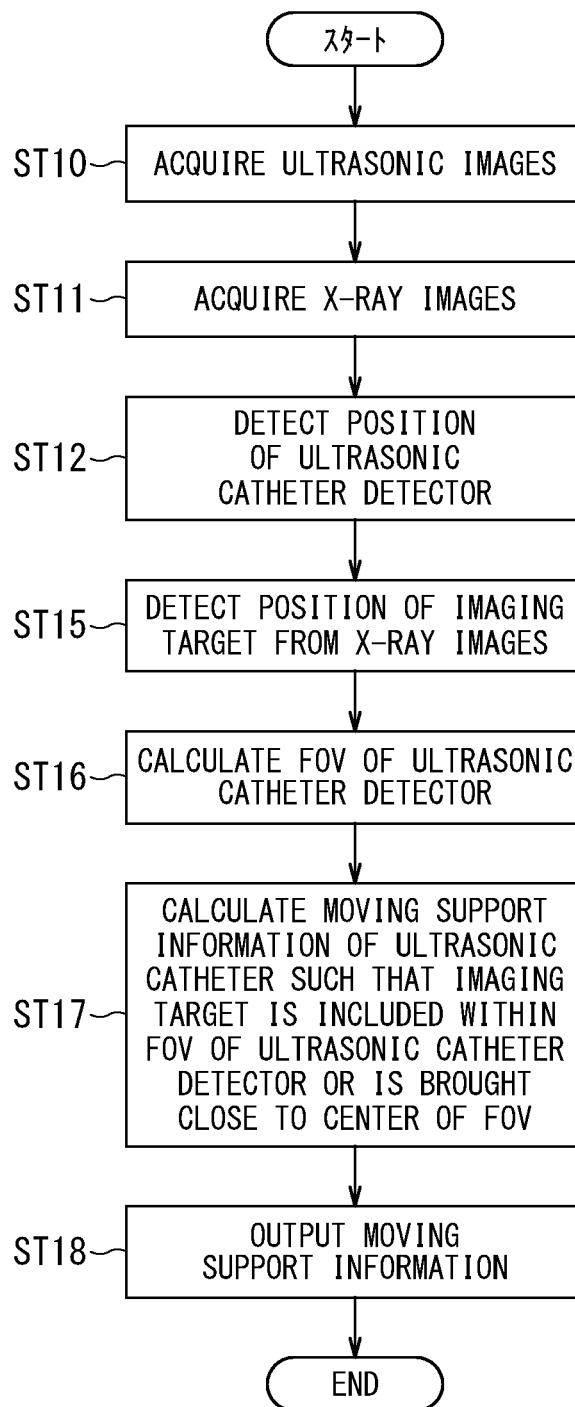 スタート
ST10
ACQUIRE ULTRASONIC IMAGES
ST11
ACQUIRE X-RAY IMAGES
ST12
DETECT POSITION
OF ULTRASONIC
CATHETER DETECTOR
ST15
DETECT POSITION OF IMAGING
TARGET FROM X-RAY IMAGES
ST16
CALCULATE FOV OF ULTRASONIC
CATHETER DETECTOR
ST17
CALCULATE MOVING SUPPORT
INFORMATION OF ULTRASONIC
CATHETER SUCH THAT IMAGING
TARGET IS INCLUDED WITHIN
FOV OF ULTRASONIC CATHETER
DETECTOR OR IS BROUGHT
CLOSE TO CENTER OF FOV
ST18
OUTPUT MOVING
SUPPORT INFORMATION
END